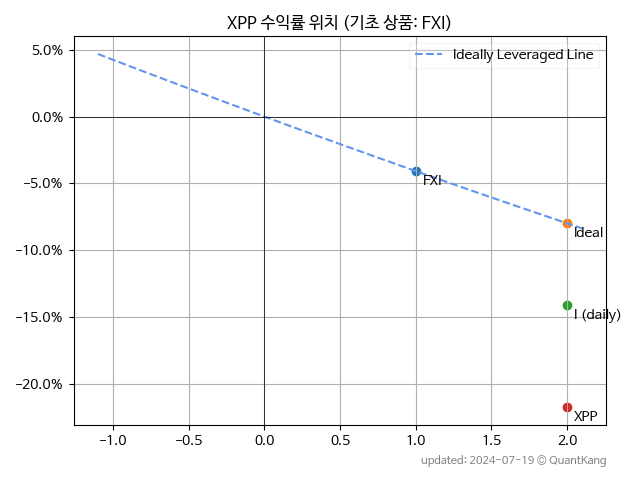 XPP 수익률 위치 (기초 상품: FXI)
Ideally Leveraged Line
5.0%
0.0%
−5.0%
−10.0%
−15.0%
−20.0%
FXI
Ideal
I (daily)
XPP
−1.0 −0.5 0.0 0.5 1.0 1.5 2.0
updated: 2024-07-19 © QuantKang